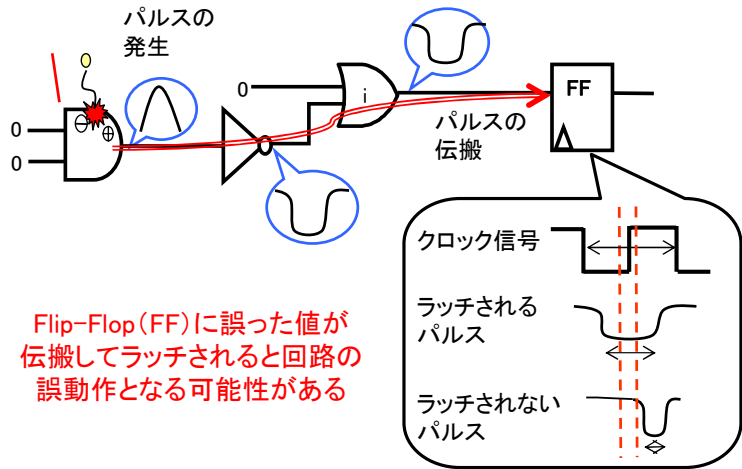 パルスの
発生
0
0
⊖
⊕
0
i
FF
パルスの
伝搬
クロック信号
ラッチされる
パルス
ラッチされない
パルス
Flip-Flop(FF)に誤った値が
伝搬してラッチされると回路の
誤動作となる可能性がある